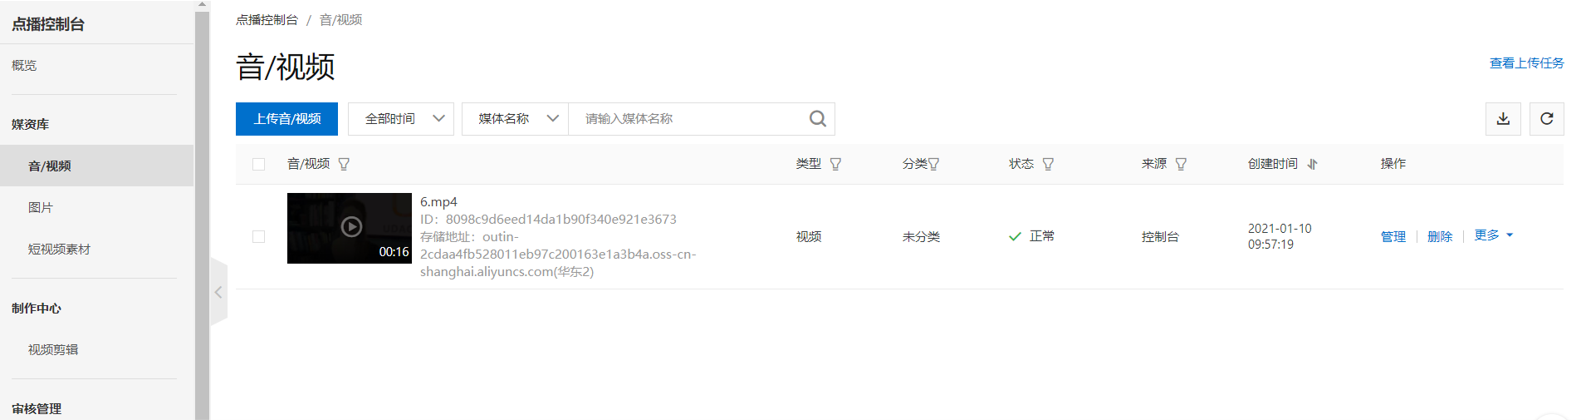 点播控制台
概览
媒资库
音/视频
图片
短视频素材
制作中心
视频剪辑
审核管理
点播控制台 / 音/视频
音/视频
查看上传任务
上传音/视频 全部时间 媒体名称 请输入媒体名称
音/视频 类型 分类 状态 来源 创建时间 操作
00:16
6.mp4
ID：8098c9d6eed14da1b90f340e921e3673
存储地址：outin-
2cdaa4fb528011eb97c200163e1a3b4a.oss-cn-
shanghai.aliyuncs.com(华东2)
视频 未分类 正常 控制台
2021-01-10
09:57:19
管理 | 删除 | 更多